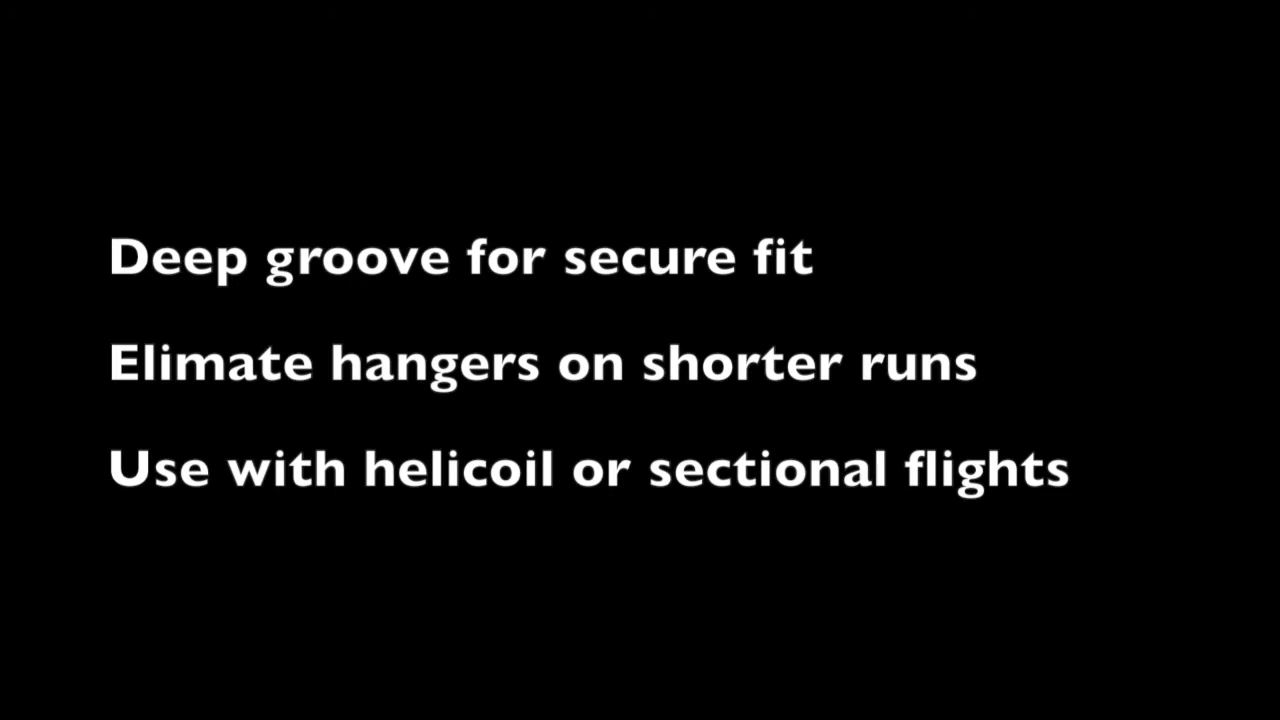 Deep groove for secure fit
Elimate hangers on shorter runs
Use with helicoil or sectional flights